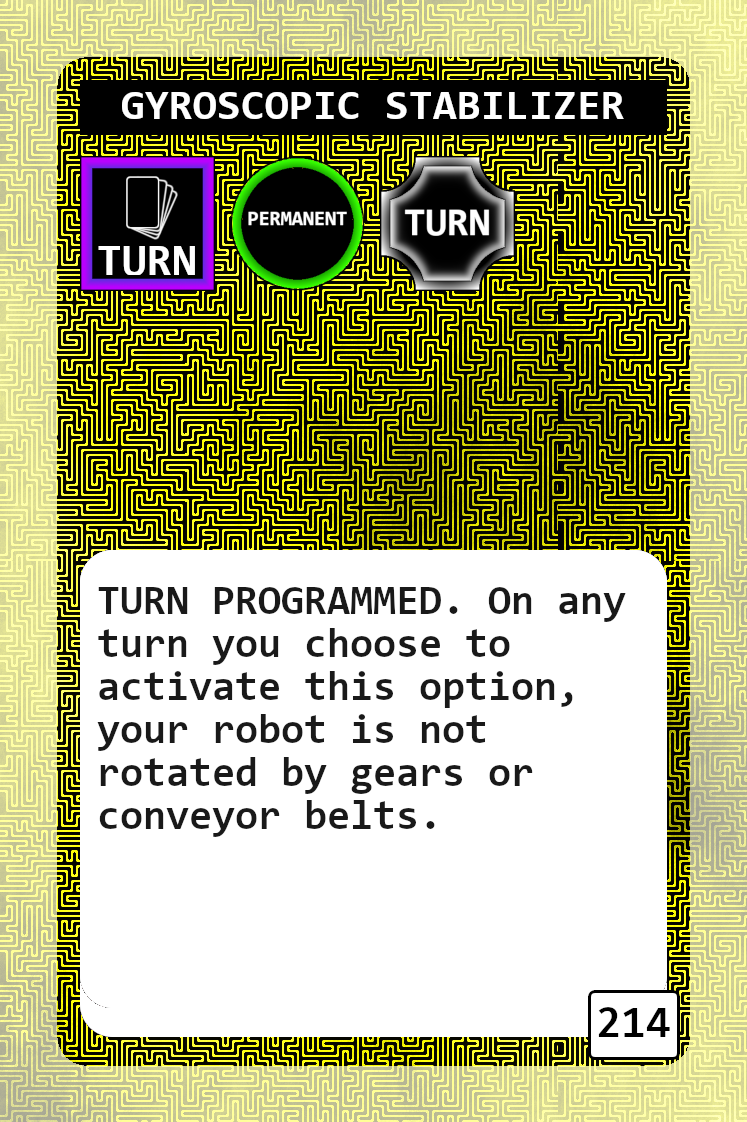 GYROSCOPIC STABILIZER
TURN
PERMANENT
TURN
TURN PROGRAMMED. On any
turn you choose to
activate this option,
your robot is not
rotated by gears or
conveyor belts.
214